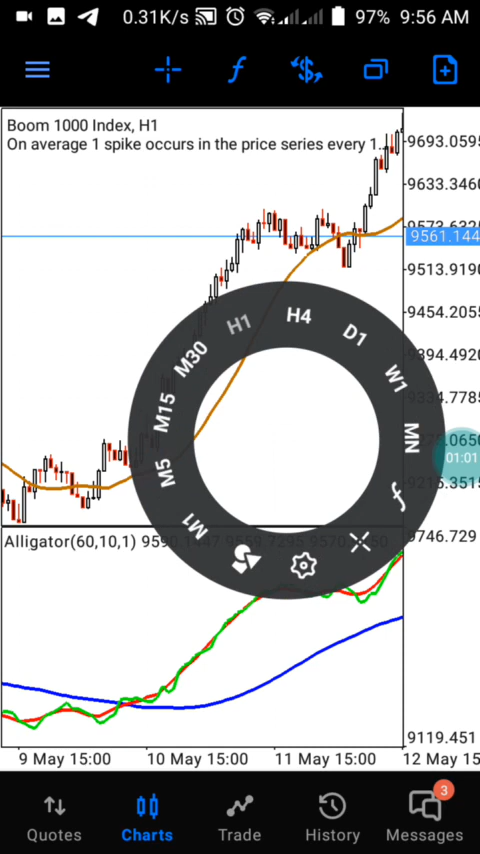 0.31K/s 97% 9:56 AM
Boom 1000 Index, H1
On average 1 spike occurs in the price series every 1...
9693.0595
9633.3460
9561.144
9513.9190
9454.2055
9394.4920
H1
H4
D1
W1
MN
M30
M15
M5
M1
01:01
9746.729
Alligator(60,10,1)
9119.451
9 May 15:00 10 May 15:00 11 May 15:00 12 May 15
3
Quotes Charts Trade History Messages